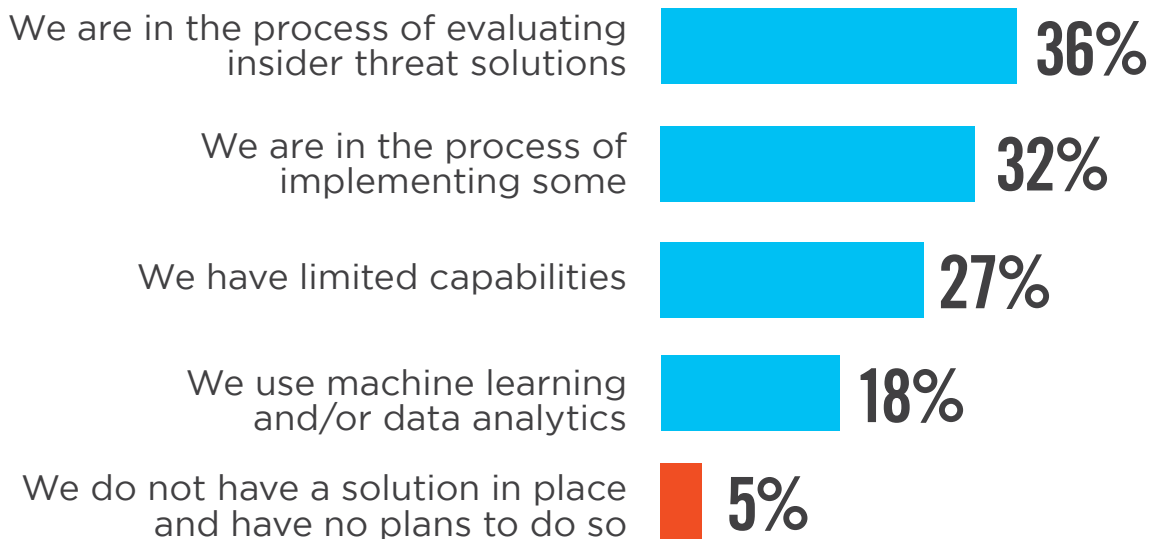 We are in the process of evaluating
insider threat solutions
36%
We are in the process of
implementing some
32%
We have limited capabilities
27%
We use machine learning
and/or data analytics
18%
We do not have a solution in place
and have no plans to do so
5%